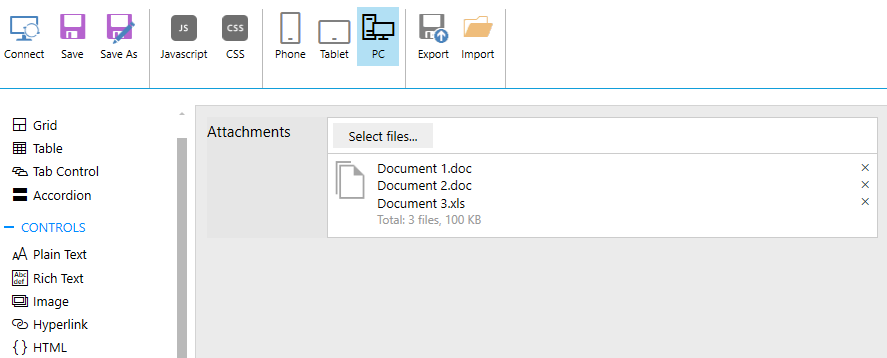 JS
CSS
Connect
Save
Save As
Javascript
CSS
Phone
Tablet
PC
Export
Import
Grid
Table
Tab Control
Accordion
CONTROLS
AA Plain Text
Abc
def
Rich Text
Image
Hyperlink
{ } HTML
Attachments
Select files...
Document 1.doc
Document 2.doc
Document 3.xls
Total: 3 files, 100 KB